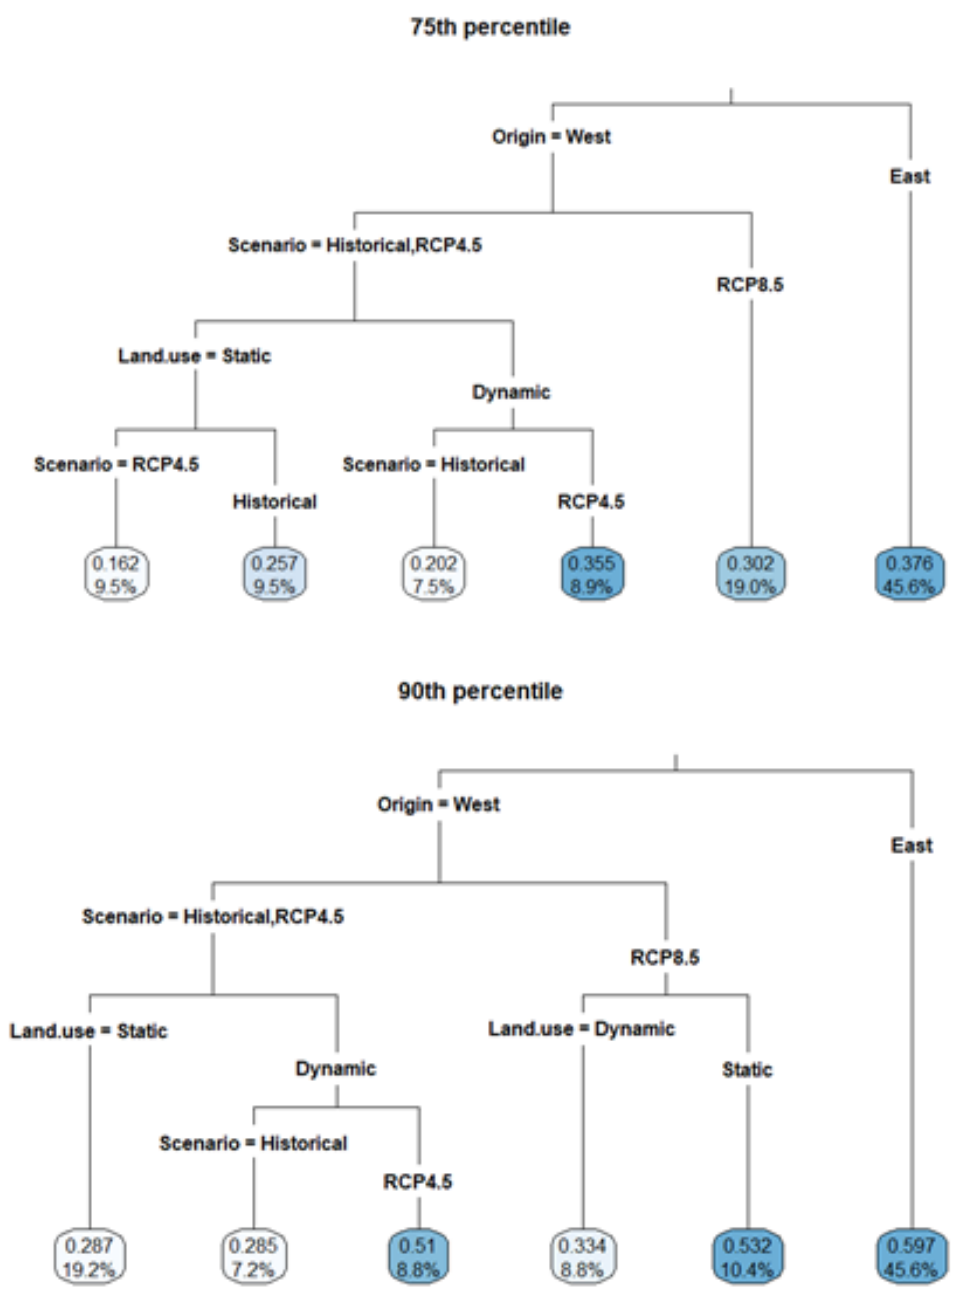 75th percentile
Origin = West
East
Scenario = Historical,RCP4.5
RCP8.5
Land.use = Static
Dynamic
Scenario = RCP4.5
Scenario = Historical
Historical
RCP4.5
0.162
9.5%
0.257
9.5%
0.202
7.5%
0.355
8.9%
0.302
19.0%
0.376
45.6%
90th percentile
Origin = West
East
Scenario = Historical,RCP4.5
RCP8.5
Land.use = Static
Land.use = Dynamic
Dynamic
Static
Scenario = Historical
RCP4.5
0.287
19.2%
0.285
7.2%
0.51
8.8%
0.334
8.8%
0.532
10.4%
0.597
45.6%